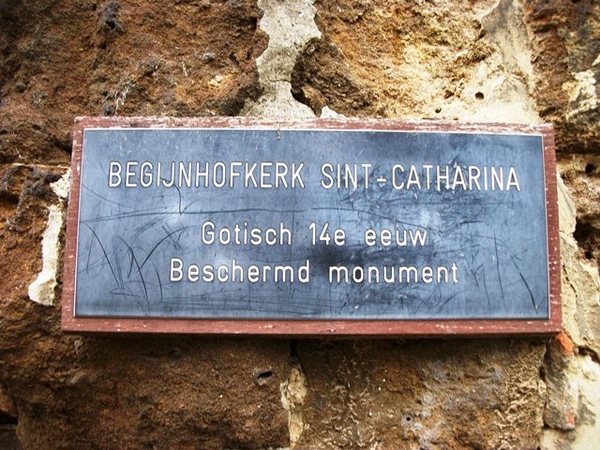 BEGIJNHOFKERK SINT-CATHARINA
Gotisch 14e eeuw
Beschermd monument